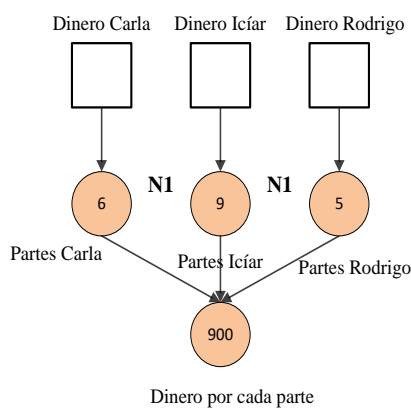 Dinero Carla Dinero Icíar Dinero Rodrigo
6 N1 9 N1 5
Partes Carla Partes Icíar Partes Rodrigo
900
Dinero por cada parte